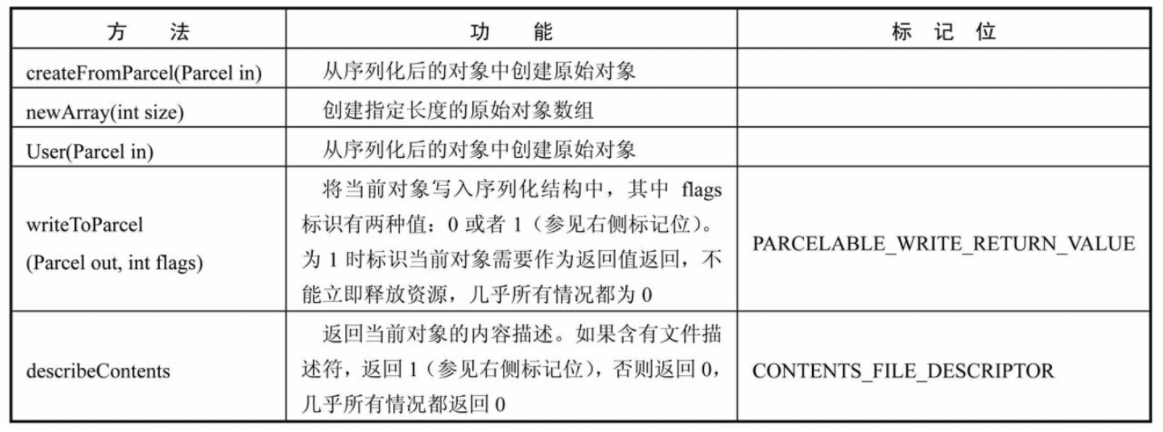 方 法 功 能 标 记 位
createFromParcel(Parcel in) 从序列化后的对象中创建原始对象
newArray(int size) 创建指定长度的原始对象数组
User(Parcel in) 从序列化后的对象中创建原始对象
writeToParcel
(Parcel out, int flags)
将当前对象写入序列化结构中，其中 flags
标识有两种值：0 或者 1（参见右侧标记位）。
为 1 时标识当前对象需要作为返回值返回，不
能立即释放资源，几乎所有情况都为 0
PARCELABLE_WRITE_RETURN_VALUE
describeContents
返回当前对象的内容描述。如果含有文件描
述符，返回 1（参见右侧标记位），否则返回 0，
几乎所有情况都返回 0
CONTENTS_FILE_DESCRIPTOR